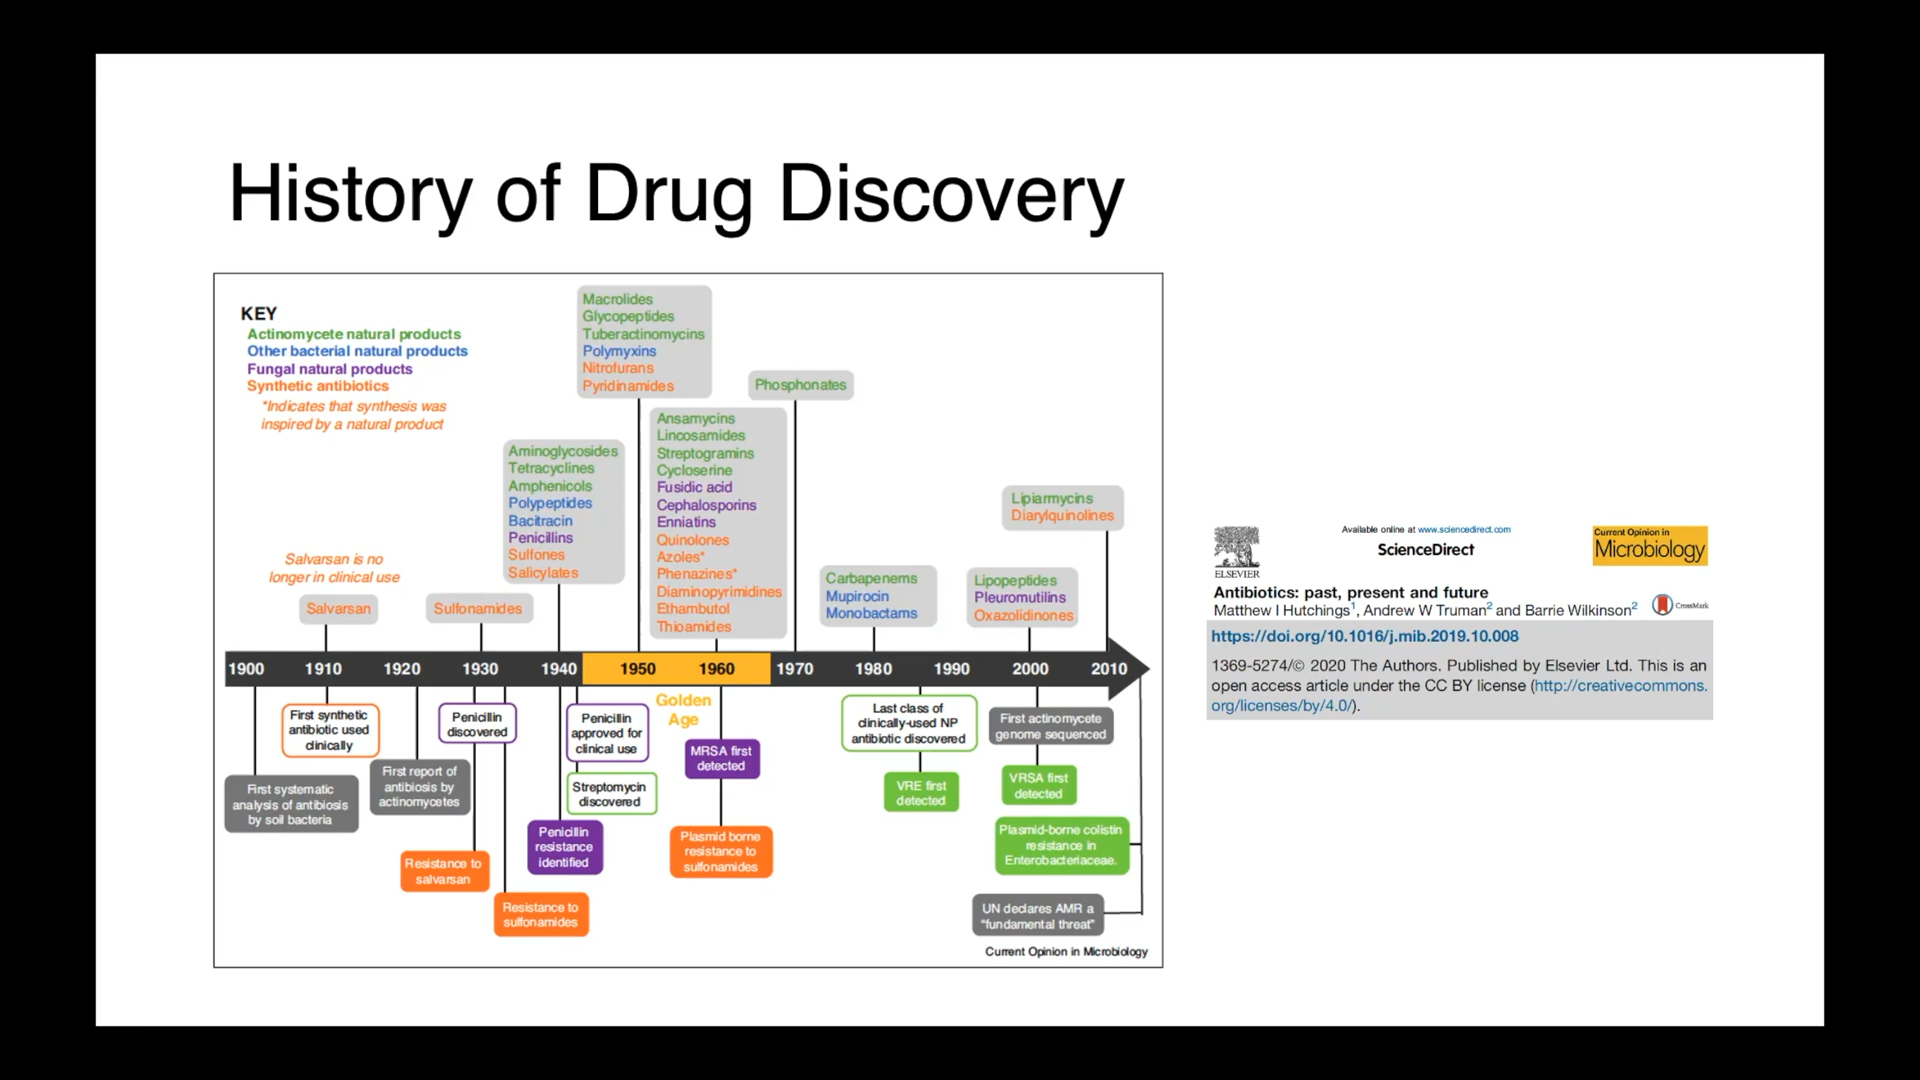 History of Drug Discovery
KEY
Actinomycete natural products
Other bacterial natural products
Fungal natural products
Synthetic antibiotics
*Indicates that synthesis was
inspired by a natural product
Salvarsan is no
longer in clinical use
Salvarsan
Sulfonamides
Aminoglycosides
Tetracyclines
Amphenicols
Polypeptides
Bacitracin
Penicillins
Sulfones
Salicylates
Macrolides
Glycopeptides
Tuberactinomycins
Polymyxins
Nitrofurans
Pyridinamides
Ansamycins
Lincosamides
Streptogramins
Cycloserine
Fusidic acid
Cephalosporins
Enniatins
Quinolones
Azoles*
Phenazines*
Diaminopyrimidines
Ethambutol
Thioamides
Phosphonates
Carbapenems
Mupirocin
Monobactams
Lipopeptides
Pleuromutilins
Oxazolidinones
Lipiarmycins
Diarylquinolines
1900 1910 1920 1930 1940 1950 1960 1970 1980 1990 2000 2010
First systematic
analysis of antibiosis
by soil bacteria
First synthetic
antibiotic used
clinically
First report of
antibiosis by
actinomycetes
Resistance to
salvarsan
Penicillin
discovered
Resistance to
sulfonamides
Penicillin
resistance
identified
Penicillin
approved for
clinical use
Streptomycin
discovered
Golden
Age
MRSA first
detected
Plasmid borne
resistance to
sulfonamides
Last class of
clinically-used NP
antibiotic discovered
VRE first
detected
First actinomycete
genome sequenced
VRSA first
detected
Plasmid-borne colistin
resistance in
Enterobacteriaceae.
UN declares AMR a
"fundamental threat"
Current Opinion in Microbiology
ELSEVIER
Available online at www.sciencedirect.com
ScienceDirect
Current Opinion in
Microbiology
Antibiotics: past, present and future
Matthew I Hutchings1, Andrew W Truman2 and Barrie Wilkinson2
CrossMark
https://doi.org/10.1016/j.mib.2019.10.008
1369-5274/© 2020 The Authors. Published by Elsevier Ltd. This is an
open access article under the CC BY license (http://creativecommons.
org/licenses/by/4.0/).